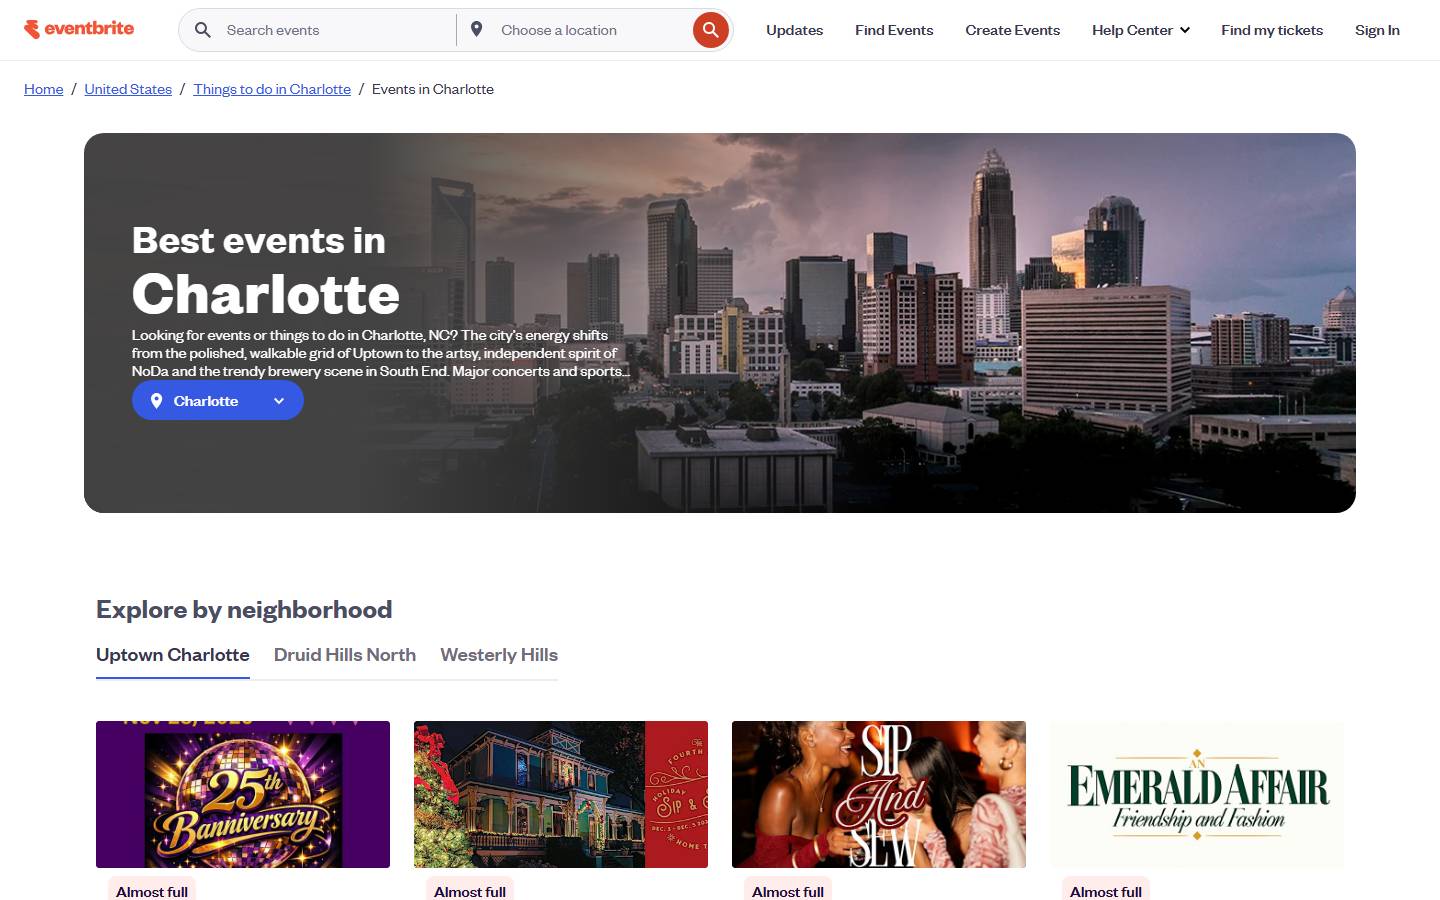 eventbrite
Search events
Choose a location
Updates
Find Events
Create Events
Help Center
Find my tickets
Sign In
Home / United States / Things to do in Charlotte / Events in Charlotte
Best events in
Charlotte
Looking for events or things to do in Charlotte, NC? The city's energy shifts
from the polished, walkable grid of Uptown to the artsy, independent spirit of
NoDa and the trendy brewery scene in South End. Major concerts and sports...
Charlotte
Explore by neighborhood
Uptown Charlotte
Druid Hills North
Westerly Hills
25th
Banniversary
FOURTH
HOLIDAY
SIP &
HOME
SIP
And
SEW
AN
EMERALD AFFAIR
Friendship and Fashion
Almost full
Almost full
Almost full
Almost full